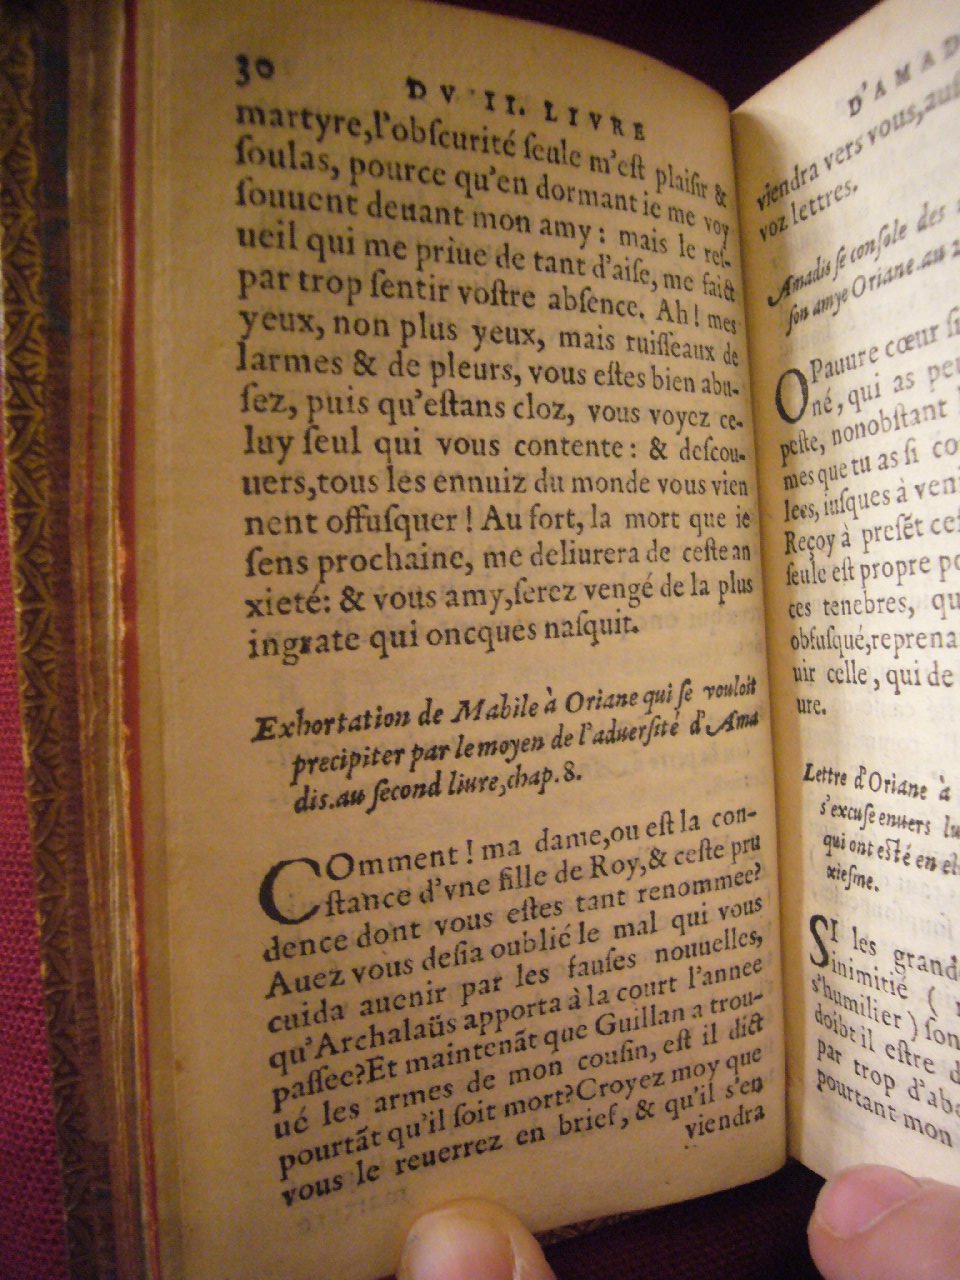 30
DV II. LIVRE
martyre,l'obſcurité ſeule m'eſt plaiſir &
ſoulas, pource qu'en dormant ie me voy
ſouuent deuant mon amy: mais le reſ-
ueil qui me priue de tant d'aiſe, me faict
par trop ſentir voſtre abſence. Ah! mes
yeux, non plus yeux, mais ruiſſeaux de
larmes & de pleurs, vous eſtes bien abu-
ſez, puis qu'eſtans cloz, vous voyez ce-
luy ſeul qui vous contente: & deſcou-
uers,tous les ennuiz du monde vous vien
nent offuſquer! Au fort, la mort que ie
ſens prochaine, me deliurera de ceſte an
xieté: & vous amy,ſerez vengé de la plus
ingrate qui oncques naſquit.
Exhortation de Mabile à Oriane qui ſe vouloit
precipiter par le moyen de l'aduerſité d'Ama
dis.au ſecond liure,chap.8.
COmment! ma dame,ou eſt la con-
ſtance d'vne fille de Roy,& ceſte pru
dence dont vous eſtes tant renommee?
Auez vous deſia oublié le mal qui vous
cuida auenir par les fauſes nouuelles,
qu'Archalaüs apporta à la court l'annee
paſſee?Et maintenãt que Guillan a trou-
ué les armes de mon couſin, eſt il dict
pourtãt qu'il ſoit mort?Croyez moy que
vous le reuerrez en brief, & qu'il s'en
viendra
D'AMAD
viendra vers vous,
voz lettres.
Amadis ſe conſole des
ſon amye Oriane.au 2
OPauure cœur
né, qui as
peſte, nonobſtant
mes que tu as ſi
lees, iuſques à
Reçoy à preſẽt
ſeule eſt propre
ces tenebres,
obfuſqué,
uir celle, qui de
ure.
Lettre d'Oriane à
s'excuſe enuers
qui ont eſté en
xieſme.
SI les
inimitié (
s'humilier)
doibt il eſtre
par trop
pourtant mon